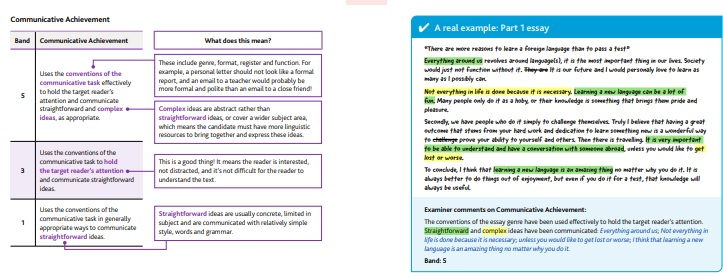 Communicative Achievement
Band
Communicative Achievement
What does this mean?
5
Uses the conventions of the
communicative task effectively
to hold the target reader's
attention and communicate
straightforward and complex
ideas, as appropriate.
These include genre, format, register and function. For
example, a personal letter should not look like a formal
report, and an email to a teacher would probably be
more formal and polite than an email to a close friend!
Complex ideas are abstract rather than
straightforward ideas, or cover a wider subject area,
which means the candidate must have more linguistic
resources to bring together and express these ideas.
3
Uses the conventions of the
communicative task to hold
the target reader's attention
and communicate straightforward
ideas.
This is a good thing! It means the reader is interested,
not distracted, and it's not difficult for the reader to
understand the text.
1
Uses the conventions of the
communicative task in generally
appropriate ways to communicate
straightforward ideas.
Straightforward ideas are usually concrete, limited in
subject and are communicated with relatively simple
style, words and grammar.
A real example: Part 1 essay
"There are more reasons to learn a foreign language than to pass a test"
Everything around us revolves around language(s), it is the most important thing in our lives. Society
would just not function without it. They are It is our future and I would personally love to learn as
many as I possibly can.
Not everything in life is done because it is necessary. Learning a new language can be a lot of
fun. Many people only do it as a hobby, or their knowledge is something that brings them pride and
pleasure.
Secondly, we have people who do it simply to challenge themselves. Truly I believe that having a great
outcome that stems from your hard work and dedication to learn something new is a wonderful way
to challenge prove your ability to yourself and others. Then there is travelling. It is very important
to be able to understand and have a conversation with someone abroad, unless you would like to get
lost or worse.
To conclude, I think that learning a new language is an amazing thing no matter why you do it. It is
always better to do things out of enjoyment, but even if you do it for a test, that knowledge will
always be useful.
Examiner comments on Communicative Achievement:
The conventions of the essay genre have been used effectively to hold the target reader's attention.
Straightforward and complex ideas have been communicated: Everything around us; Not everything in
life is done because it is necessary; unless you would like to get lost or worse; I think that learning a new
language is an amazing thing no matter why you do it.
Band: 5